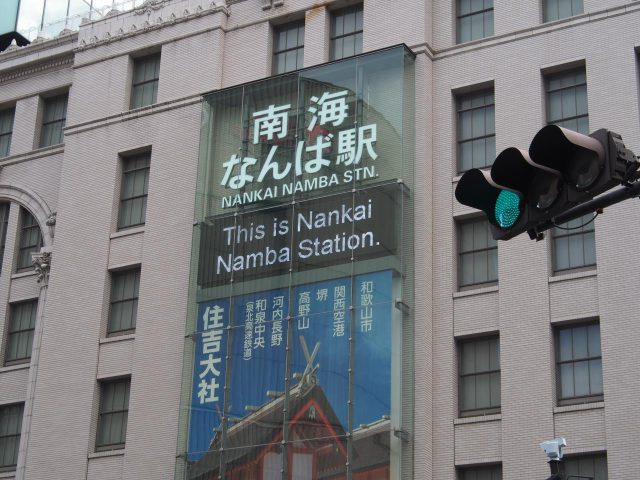 南海
なんば駅
NANKAI NAMBA STN.
This is Nankai
Namba Station.
和歌山市
関西空港
堺
高野山
河内長野
和泉中央
(泉北高速鉄道)
住吉大社